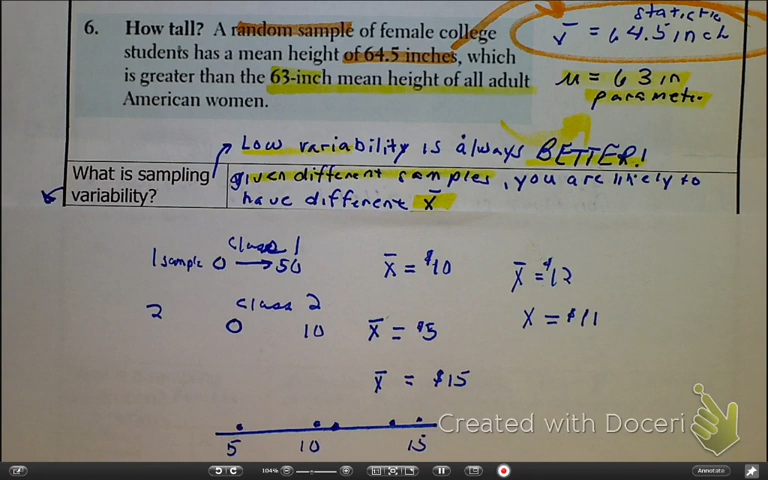 6. How tall? A random sample of female college
students has a mean height of 64.5 inches, which
is greater than the 63-inch mean height of all adult
American women.
statistic
x̄ = 64.5 inch
μ = 63 in
Low variability is always BETTER!
What is sampling
variability?
given different samples, you are likely to
have different x̄
class 1
1 sample 0 → 50
x̄ = $10
x̄ = $12
2
class 2
0 10
x̄ = $5
x = $11
x̄ = $15
5 10 15
Created with Doceri
104%
Annotate